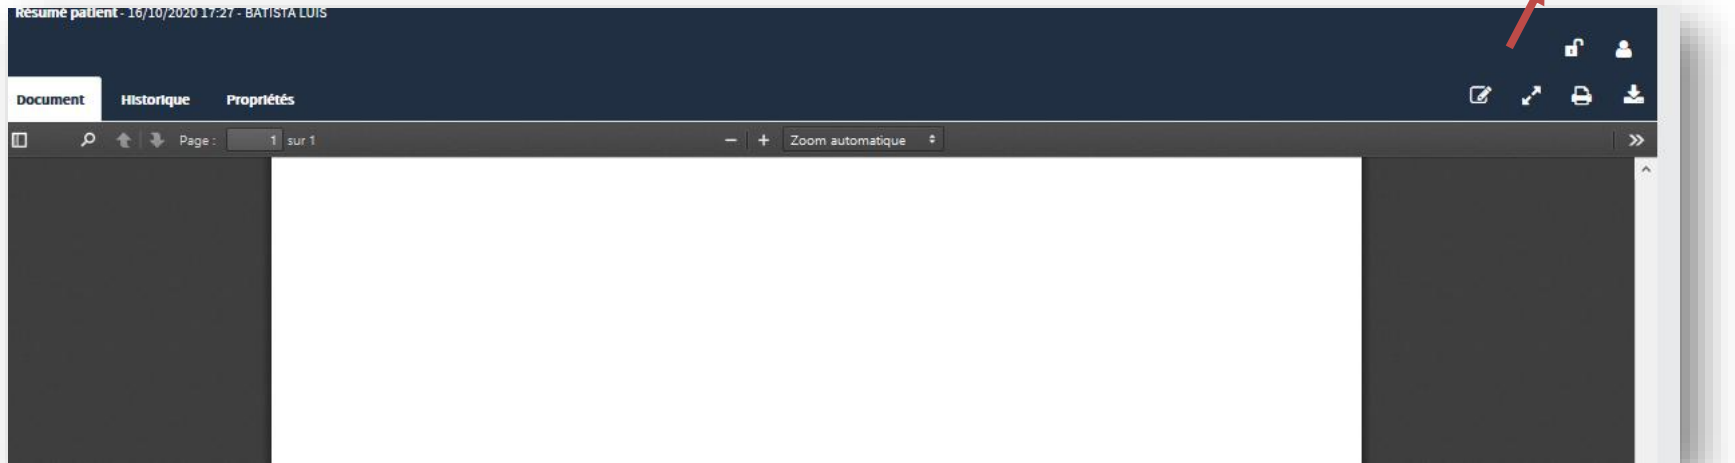 Résumé patient - 16/10/2020 17:27 - BATISTA LUIS
Document Historique Propriétés
Page : 1 sur 1 Zoom automatique